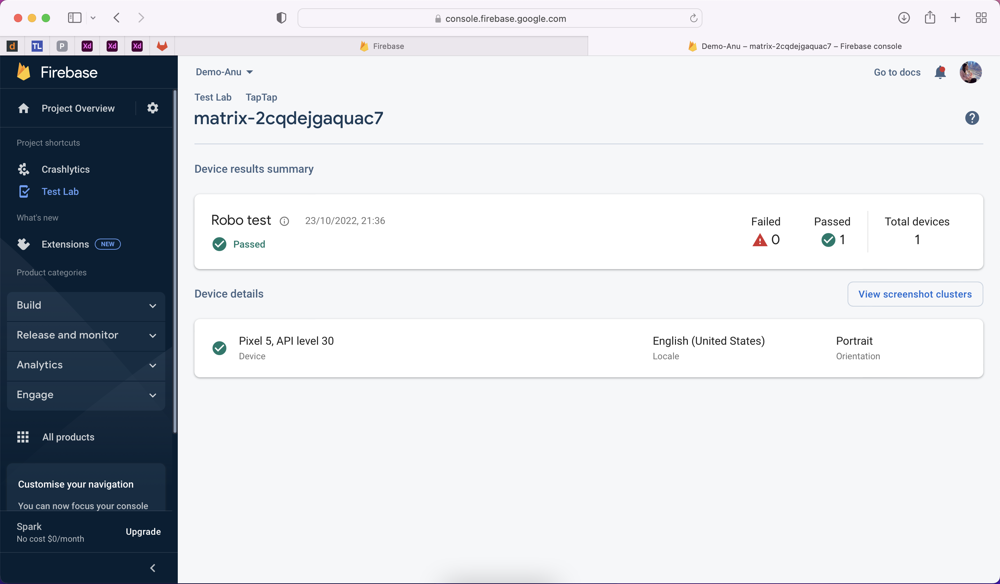 console.firebase.google.com
d
TL
P
Xd
Xd
Xd
Firebase
Demo-Anu – matrix-2cqdejgaquac7 – Firebase console
Firebase
Project Overview
Project shortcuts
Crashlytics
Test Lab
What's new
Extensions NEW
Product categories
Build
Release and monitor
Analytics
Engage
All products
Customise your navigation
You can now focus your console
Spark
No cost $0/month
Upgrade
Demo-Anu
Go to docs
Test Lab TapTap
matrix-2cqdejgaquac7
?
Device results summary
Robo test 23/10/2022, 21:36
Passed
Failed
0
Passed
1
Total devices
1
Device details
View screenshot clusters
Pixel 5, API level 30
Device
English (United States)
Locale
Portrait
Orientation